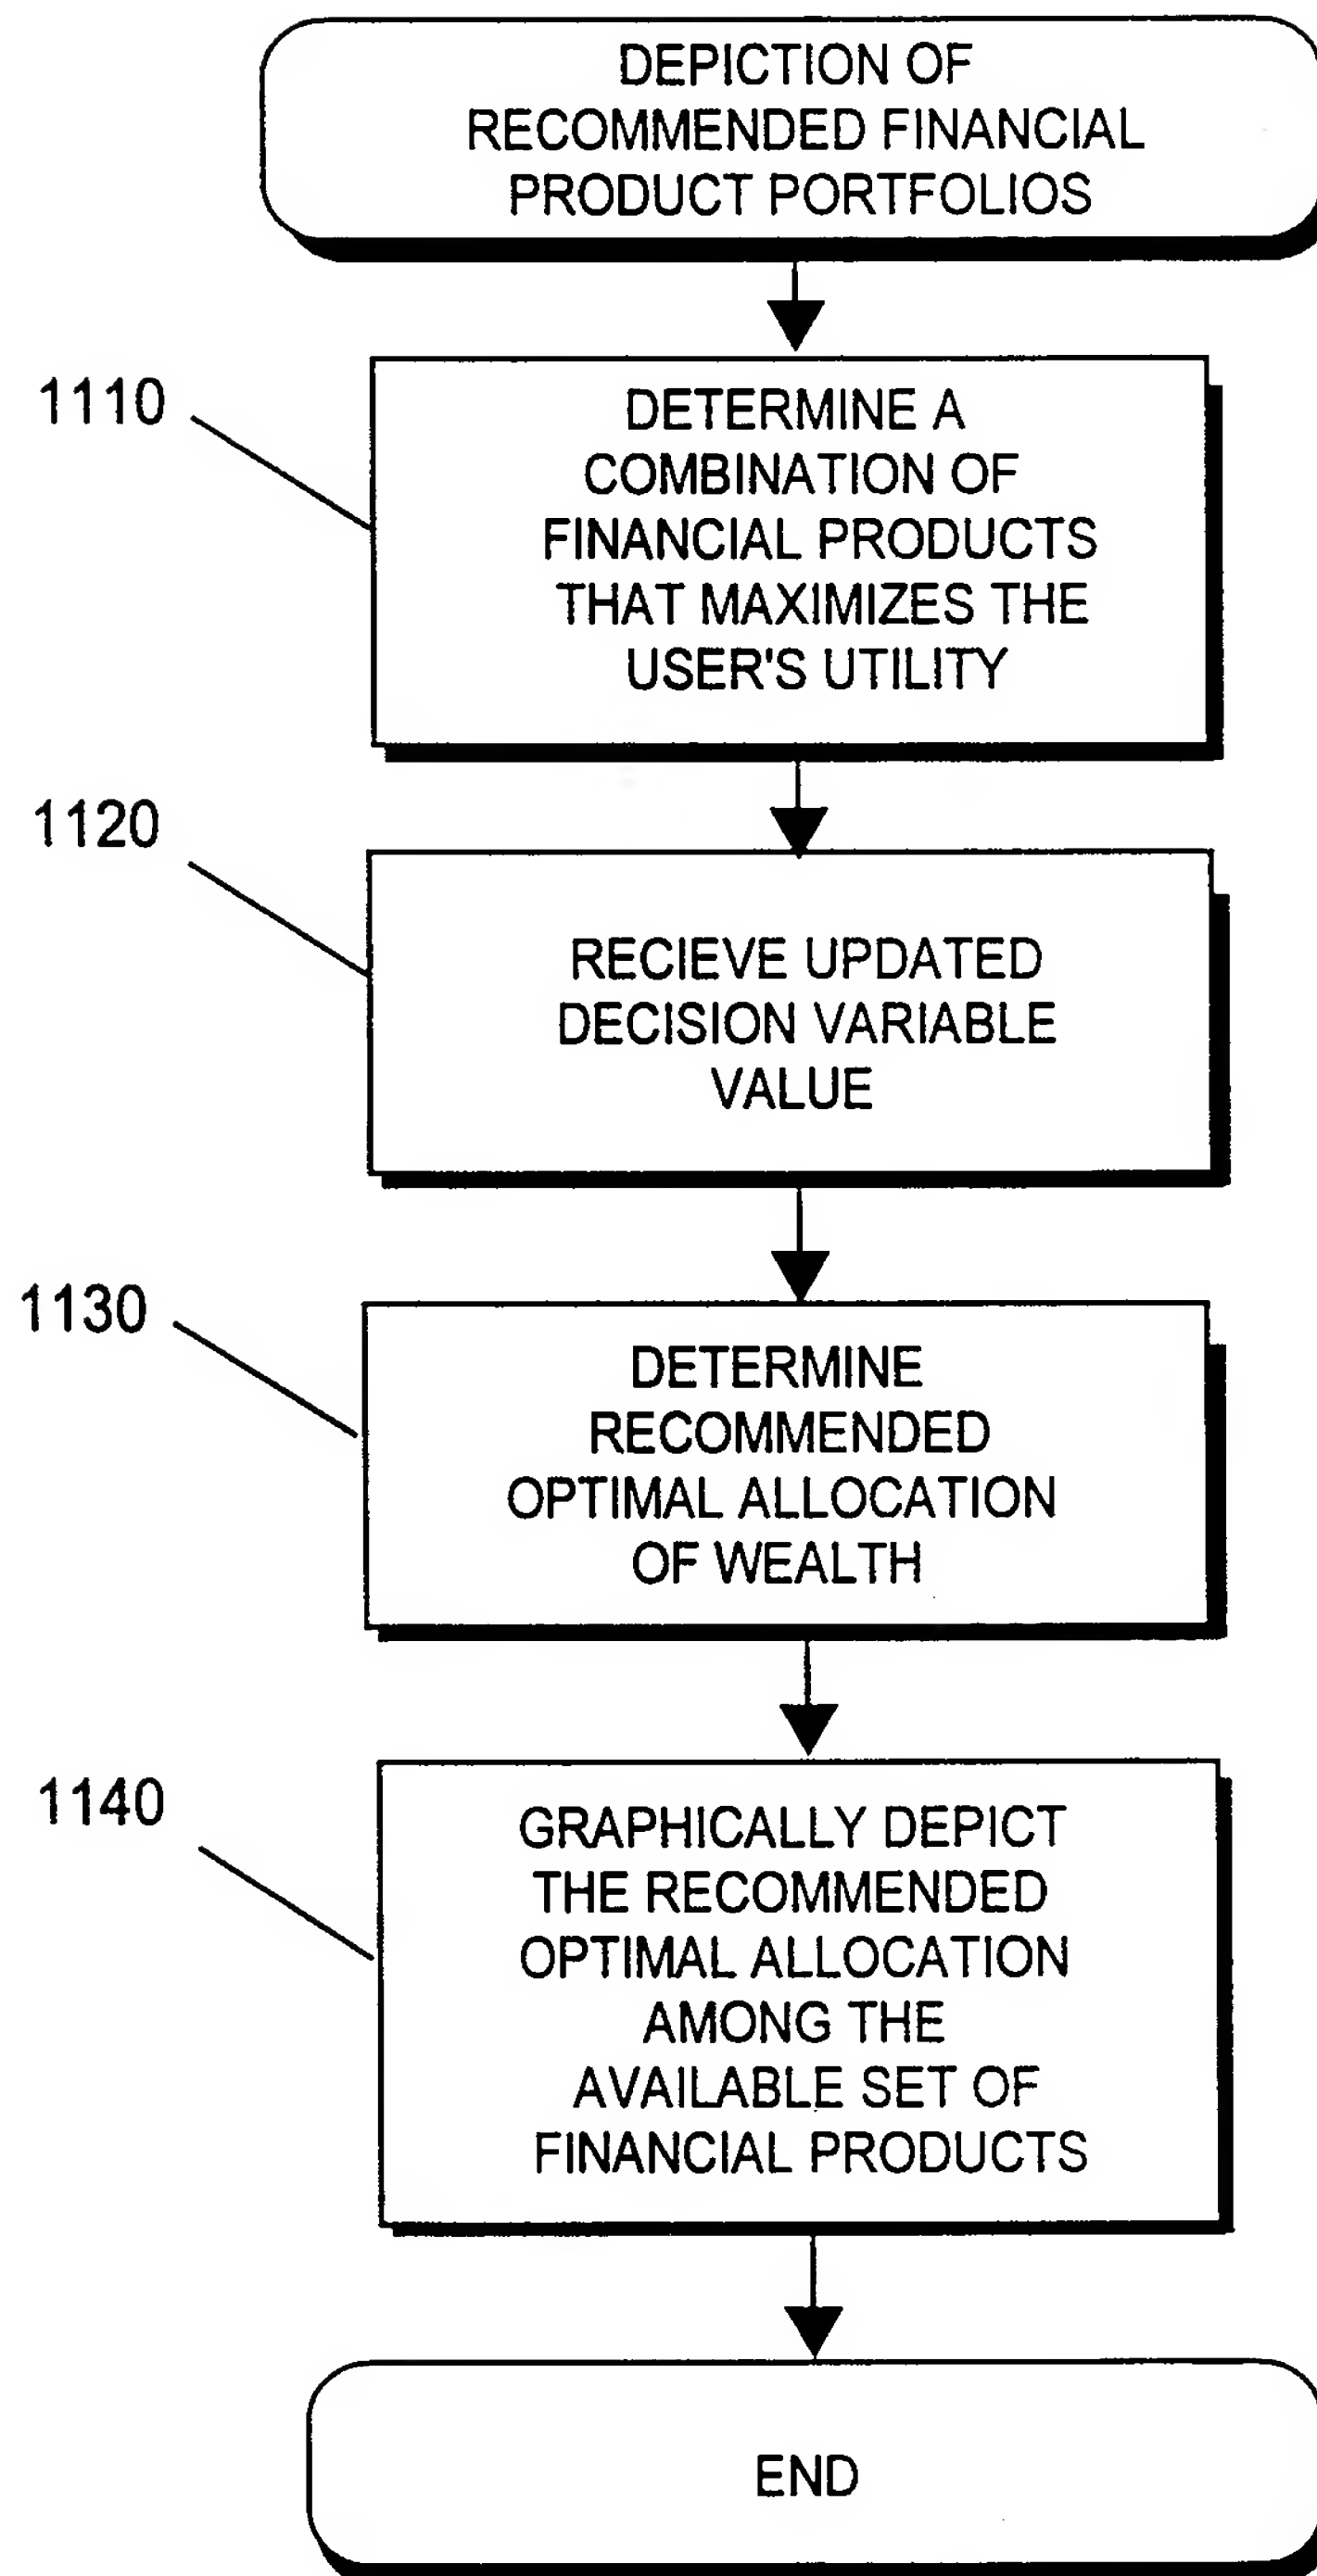 DEPICTION OF
RECOMMENDED FINANCIAL
PRODUCT PORTFOLIOS
1110
DETERMINE A
COMBINATION OF
FINANCIAL PRODUCTS
THAT MAXIMIZES THE
USER'S UTILITY
1120
RECIEVE UPDATED
DECISION VARIABLE
VALUE
1130
DETERMINE
RECOMMENDED
OPTIMAL ALLOCATION
OF WEALTH
1140
GRAPHICALLY DEPICT
THE RECOMMENDED
OPTIMAL ALLOCATION
AMONG THE
AVAILABLE SET OF
FINANCIAL PRODUCTS
END